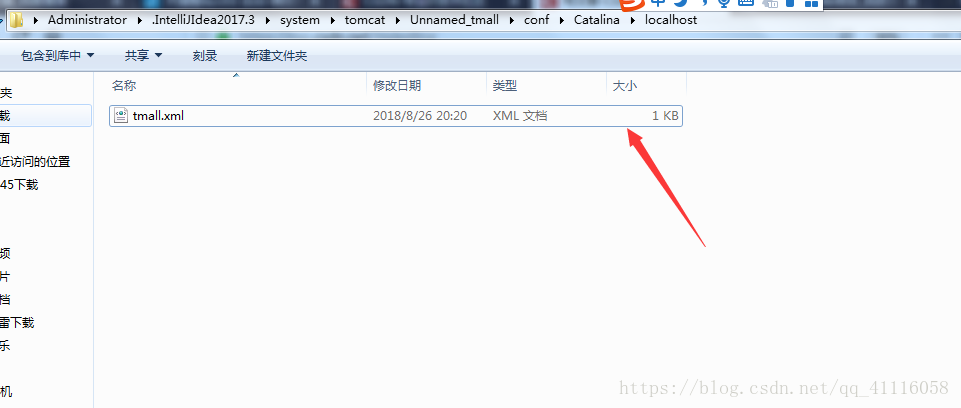 Administrator .IntelliJIdea2017.3 system tomcat Unnamed_tmall conf Catalina localhost
包含到库中 共享 刻录 新建文件夹
名称 修改日期 类型 大小
夹
载
tmall.xml 2018/8/26 20:20 XML 文档 1 KB
面
近访问的位置
45下载
频
片
档
雷下载
乐
机
https://blog.csdn.net/qq_41116058